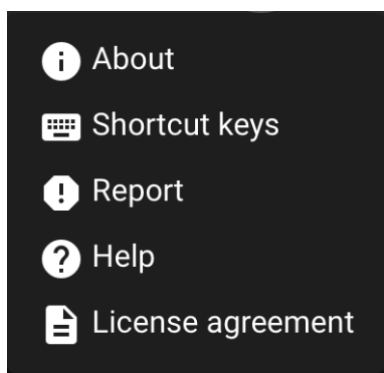 About
Shortcut keys
Report
Help
License agreement